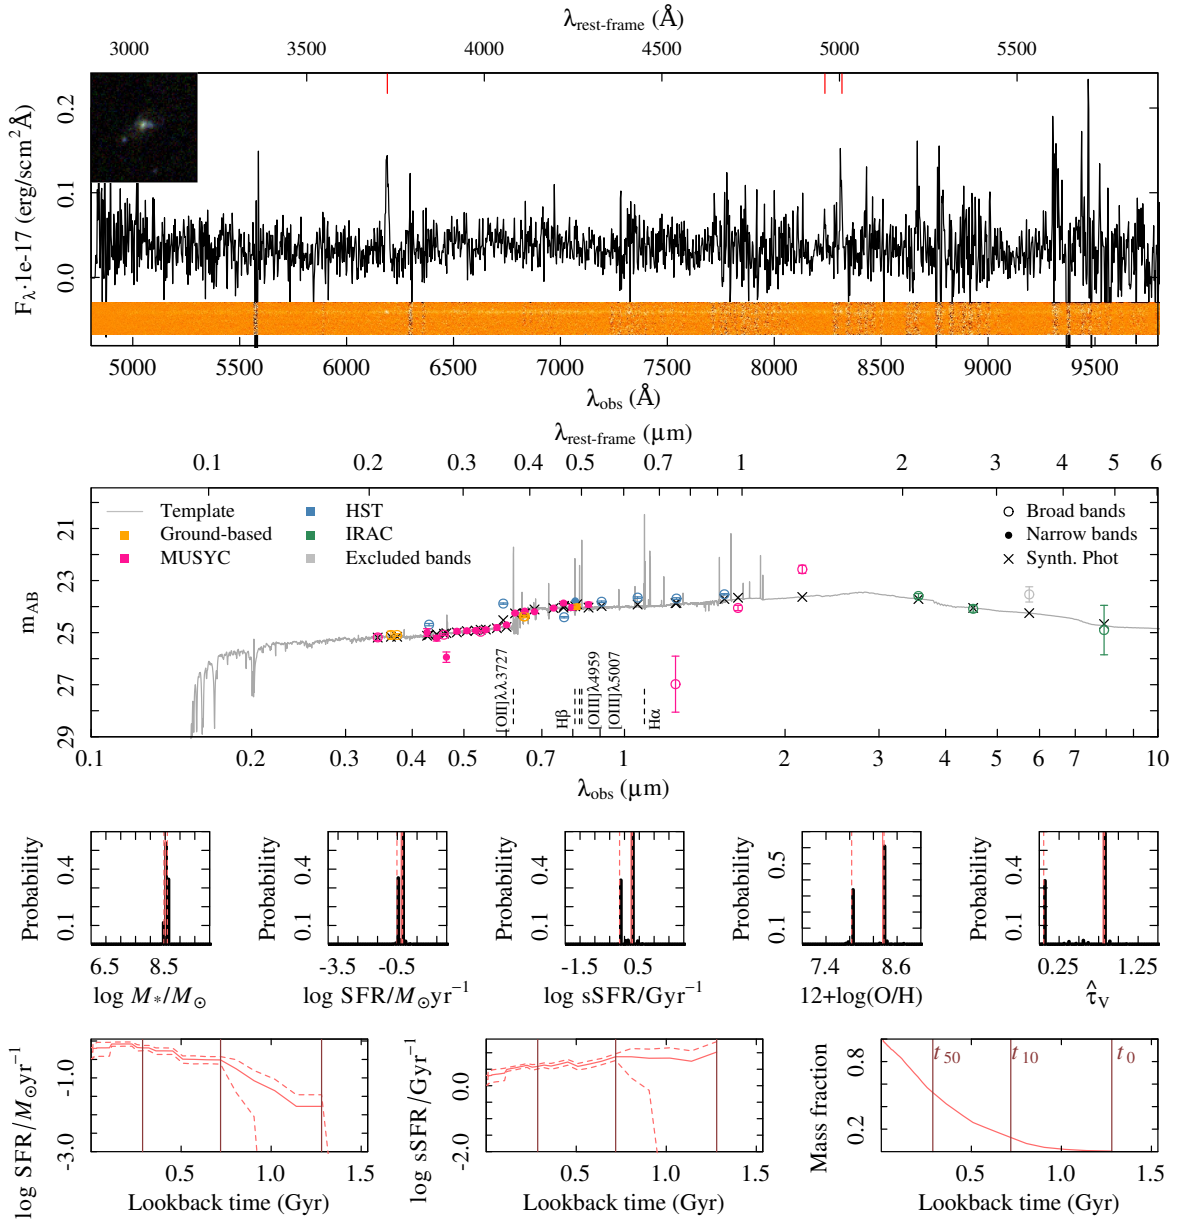 λrest-frame (Å)
3000 3500 4000 4500 5000 5500
Fλ·1e-17 (erg/scm²Å)
0.0 0.1 0.2
5000 5500 6000 6500 7000 7500 8000 8500 9000 9500
λobs (Å)
λrest-frame (μm)
0.1 0.2 0.3 0.4 0.5 0.7 1 2 3 4 5 6
mAB
21
23
25
27
29
Template
Ground-based
MUSYC
HST
IRAC
Excluded bands
Broad bands
Narrow bands
Synth. Phot
[OII]λλ3727
Hβ
[OIII]λ4959
[OIII]λ5007
Hα
0.1 0.2 0.3 0.4 0.5 0.7 1 2 3 4 5 6 7 10
λobs (μm)
Probability
0.1 0.4
6.5 8.5
log M*/M⊙
Probability
0.1 0.4
-3.5 -0.5
log SFR/M⊙yr⁻¹
Probability
0.1 0.4
-1.5 0.5
log sSFR/Gyr⁻¹
Probability
0.1 0.5
7.4 8.6
12+log(O/H)
Probability
0.1 0.4
0.25 1.25
τ̂V
log SFR/M⊙yr⁻¹
-3.0 -1.0
0.5 1.0 1.5
Lookback time (Gyr)
log sSFR/Gyr⁻¹
-2.0 0.0
0.5 1.0 1.5
Lookback time (Gyr)
Mass fraction
0.2 0.8
t50 t10 t0
0.5 1.0 1.5
Lookback time (Gyr)